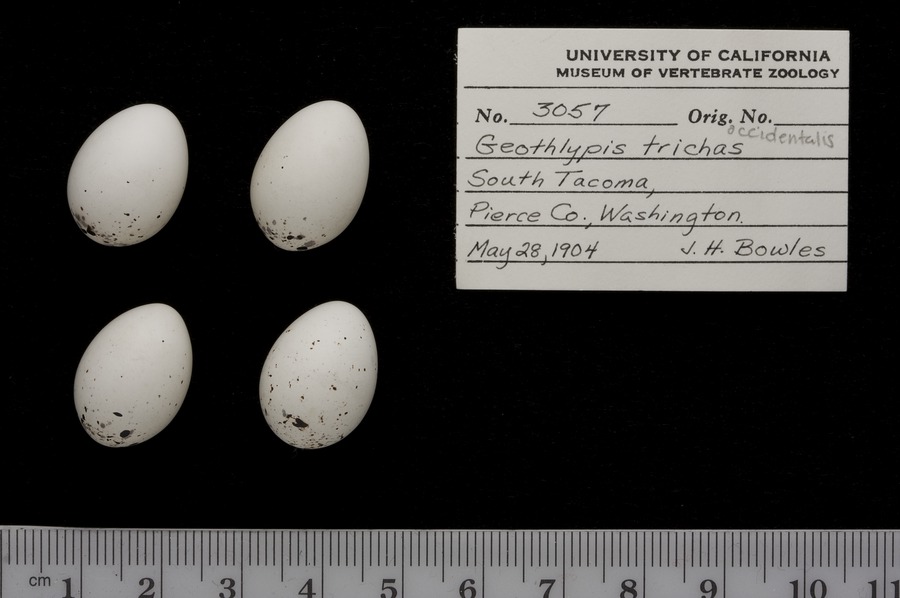 UNIVERSITY OF CALIFORNIA
MUSEUM OF VERTEBRATE ZOOLOGY
No. 3057 Orig. No.
Geothlypis trichas occidentalis
South Tacoma,
Pierce Co., Washington.
May 28, 1904 J. H. Bowles
cm 1 2 3 4 5 6 7 8 9 10 11